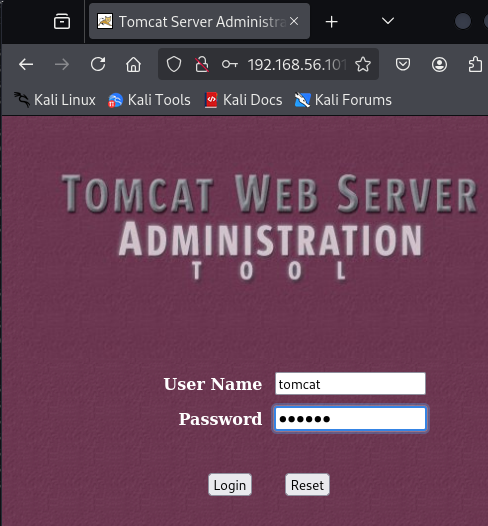 Tomcat Server Administra
192.168.56.101
Kali Linux Kali Tools Kali Docs Kali Forums
TOMCAT WEB SERVER
ADMINISTRATION
TOOL
User Name tomcat
Password ••••••
Login Reset